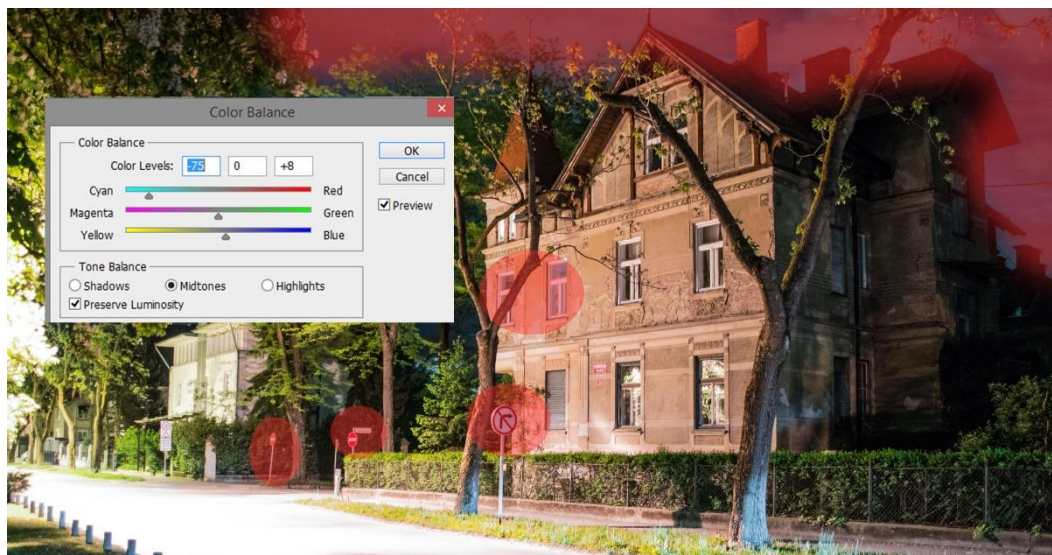 Color Balance
Color Balance
Color Levels: -75 0 +8
OK
Cyan Red
Cancel
Magenta Green
Preview
Yellow Blue
Tone Balance
Shadows Midtones Highlights
Preserve Luminosity